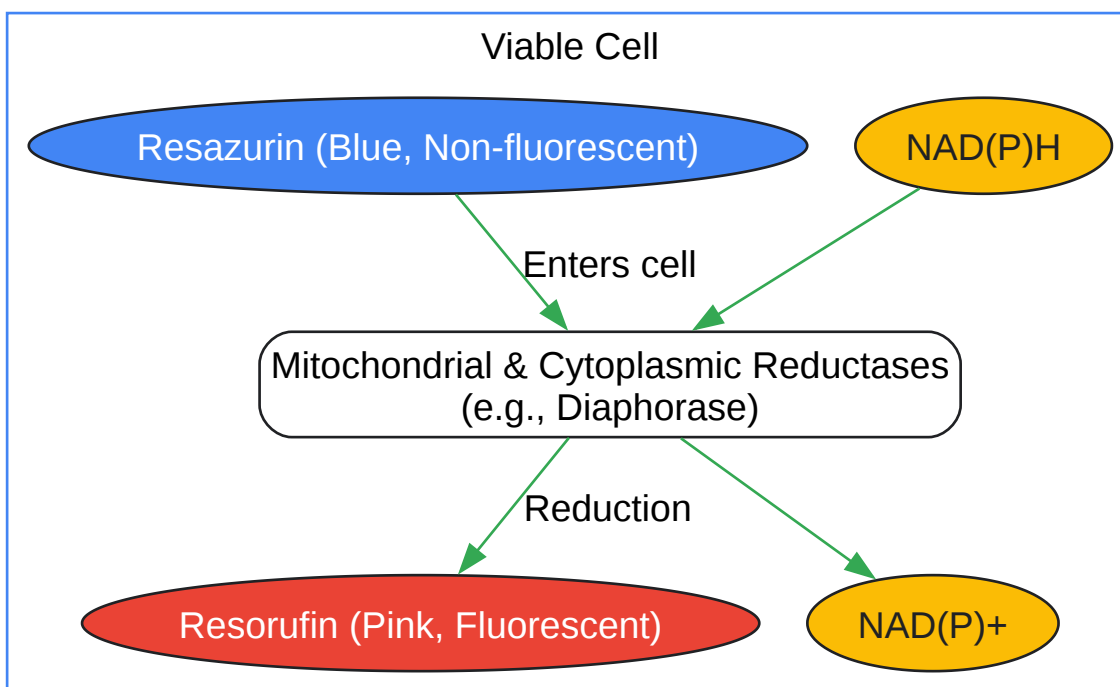 Viable Cell
Resazurin (Blue, Non-fluorescent)
NAD(P)H
Enters cell
Mitochondrial & Cytoplasmic Reductases
(e.g., Diaphorase)
Reduction
Resorufin (Pink, Fluorescent)
NAD(P)+